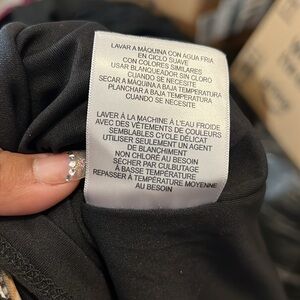 LAVAR A MÁQUINA CON AGUA FRIA
EN CICLO SUAVE
CON COLORES SIMILARES
USAR BLANQUEADOR SIN CLORO
CUANDO SE NECESITE
SECAR A MÁQUINA A BAJA TEMPERATURA
PLANCHAR A BAJA TEMPERATURA
CUANDO SE NECESITE
LAVER À LA MACHINE À L'EAU FROIDE
AVEC DES VÊTEMENTS DE COULEURS
SEMBLABLES CYCLE DÉLICAT
UTILISER SEULEMENT UN AGENT
DE BLANCHIMENT
NON CHLORÉ AU BESOIN
SÉCHER PAR CULBUTAGE
À BASSE TEMPÉRATURE
REPASSER À TEMPÉRATURE MOYENNE
AU BESOIN